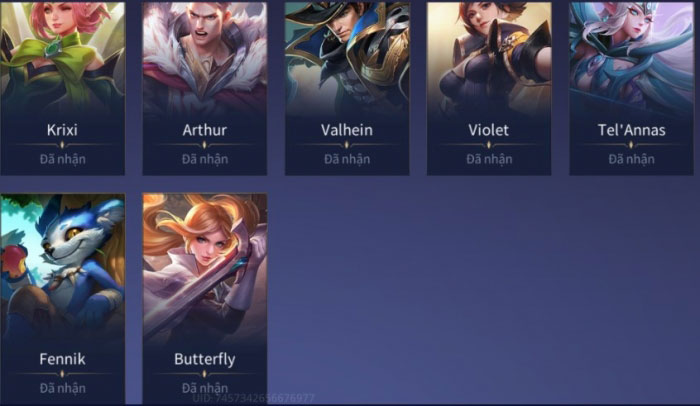 Krixi
Đã nhận
Arthur
Đã nhận
Valhein
Đã nhận
Violet
Đã nhận
Tel'Annas
Đã nhận
Fennik
Đã nhận
Butterfly
Đã nhận
UID:7457342656676977